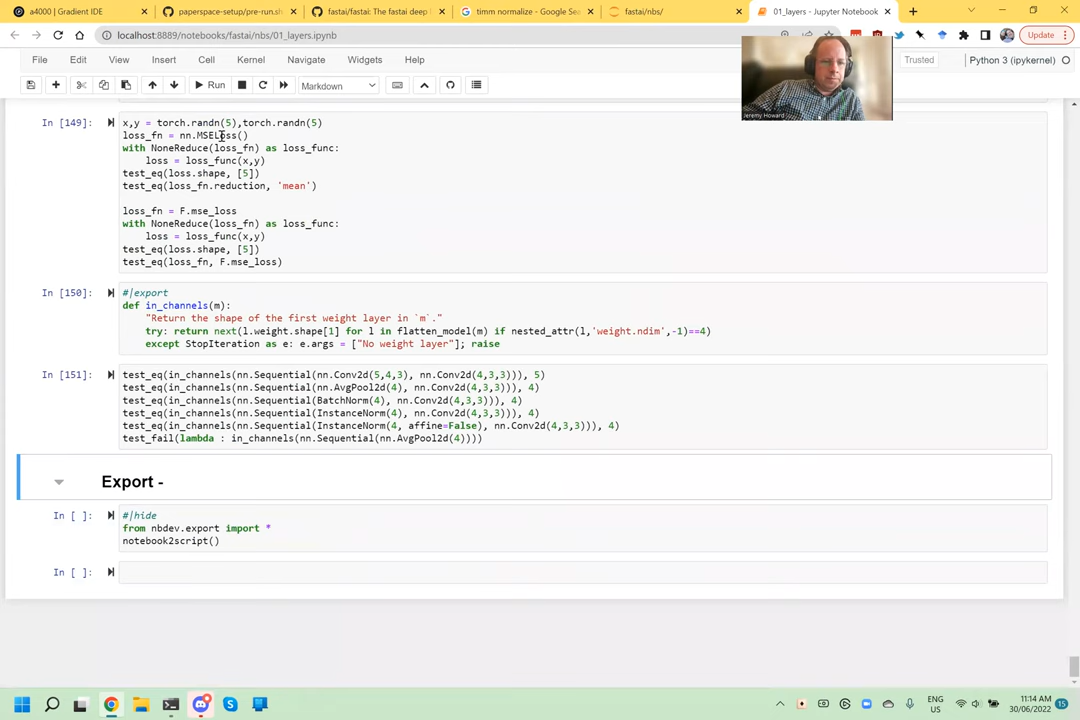 a4000 | Gradient IDE
paperspace-setup/pre-run.sh
fastai/fastai: The fastai deep l
timm normalize - Google Sea
fastai/nbs/
01_layers - Jupyter Notebook
localhost:8889/notebooks/fastai/nbs/01_layers.ipynb
Update
File Edit View Insert Cell Kernel Navigate Widgets Help
Trusted
Python 3 (ipykernel)
Run
Markdown
Jeremy Howard
In [149]:
x,y = torch.randn(5),torch.randn(5)
loss_fn = nn.MSELoss()
with NoneReduce(loss_fn) as loss_func:
loss = loss_func(x,y)
test_eq(loss.shape, [5])
test_eq(loss_fn.reduction, 'mean')
loss_fn = F.mse_loss
with NoneReduce(loss_fn) as loss_func:
loss = loss_func(x,y)
test_eq(loss.shape, [5])
test_eq(loss_fn, F.mse_loss)
In [150]:
#|export
def in_channels(m):
"Return the shape of the first weight layer in `m`."
try: return next(l.weight.shape[1] for l in flatten_model(m) if nested_attr(l,'weight.ndim',-1)==4)
except StopIteration as e: e.args = ["No weight layer"]; raise
In [151]:
test_eq(in_channels(nn.Sequential(nn.Conv2d(5,4,3), nn.Conv2d(4,3,3))), 5)
test_eq(in_channels(nn.Sequential(nn.AvgPool2d(4), nn.Conv2d(4,3,3))), 4)
test_eq(in_channels(nn.Sequential(BatchNorm(4), nn.Conv2d(4,3,3))), 4)
test_eq(in_channels(nn.Sequential(InstanceNorm(4), nn.Conv2d(4,3,3))), 4)
test_eq(in_channels(nn.Sequential(InstanceNorm(4, affine=False), nn.Conv2d(4,3,3))), 4)
test_fail(lambda : in_channels(nn.Sequential(nn.AvgPool2d(4))))
Export -
In [ ]:
#|hide
from nbdev.export import *
notebook2script()
In [ ]:
ENG
US
11:14 AM
30/06/2022
15